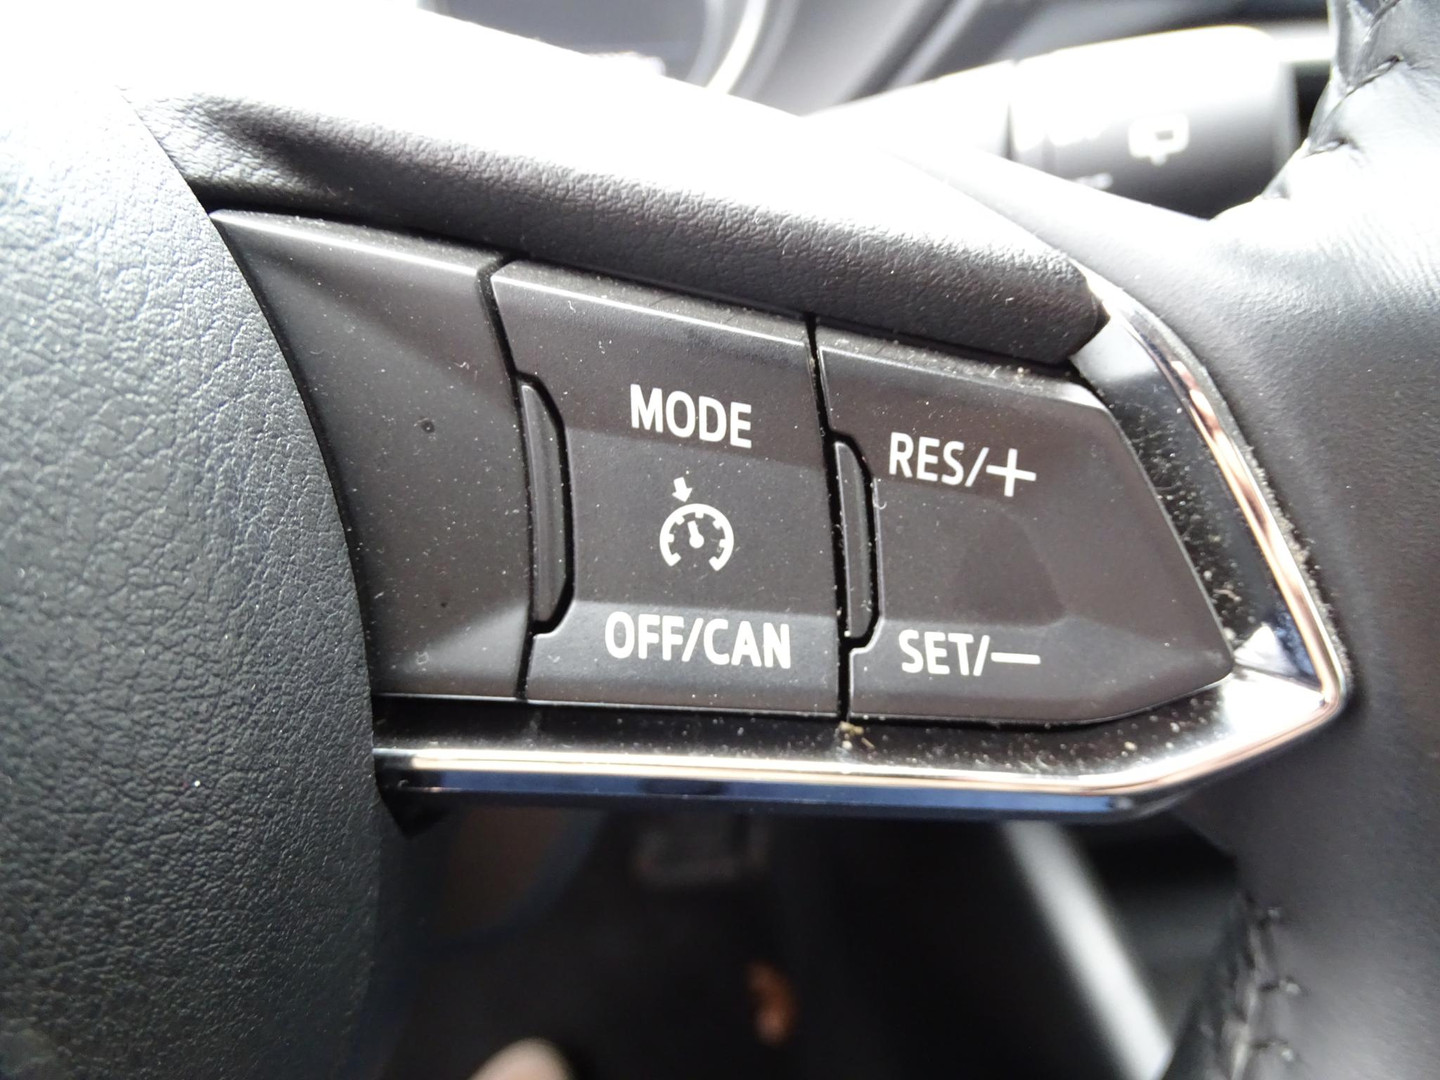 MODE
RES/+
OFF/CAN
SET/−